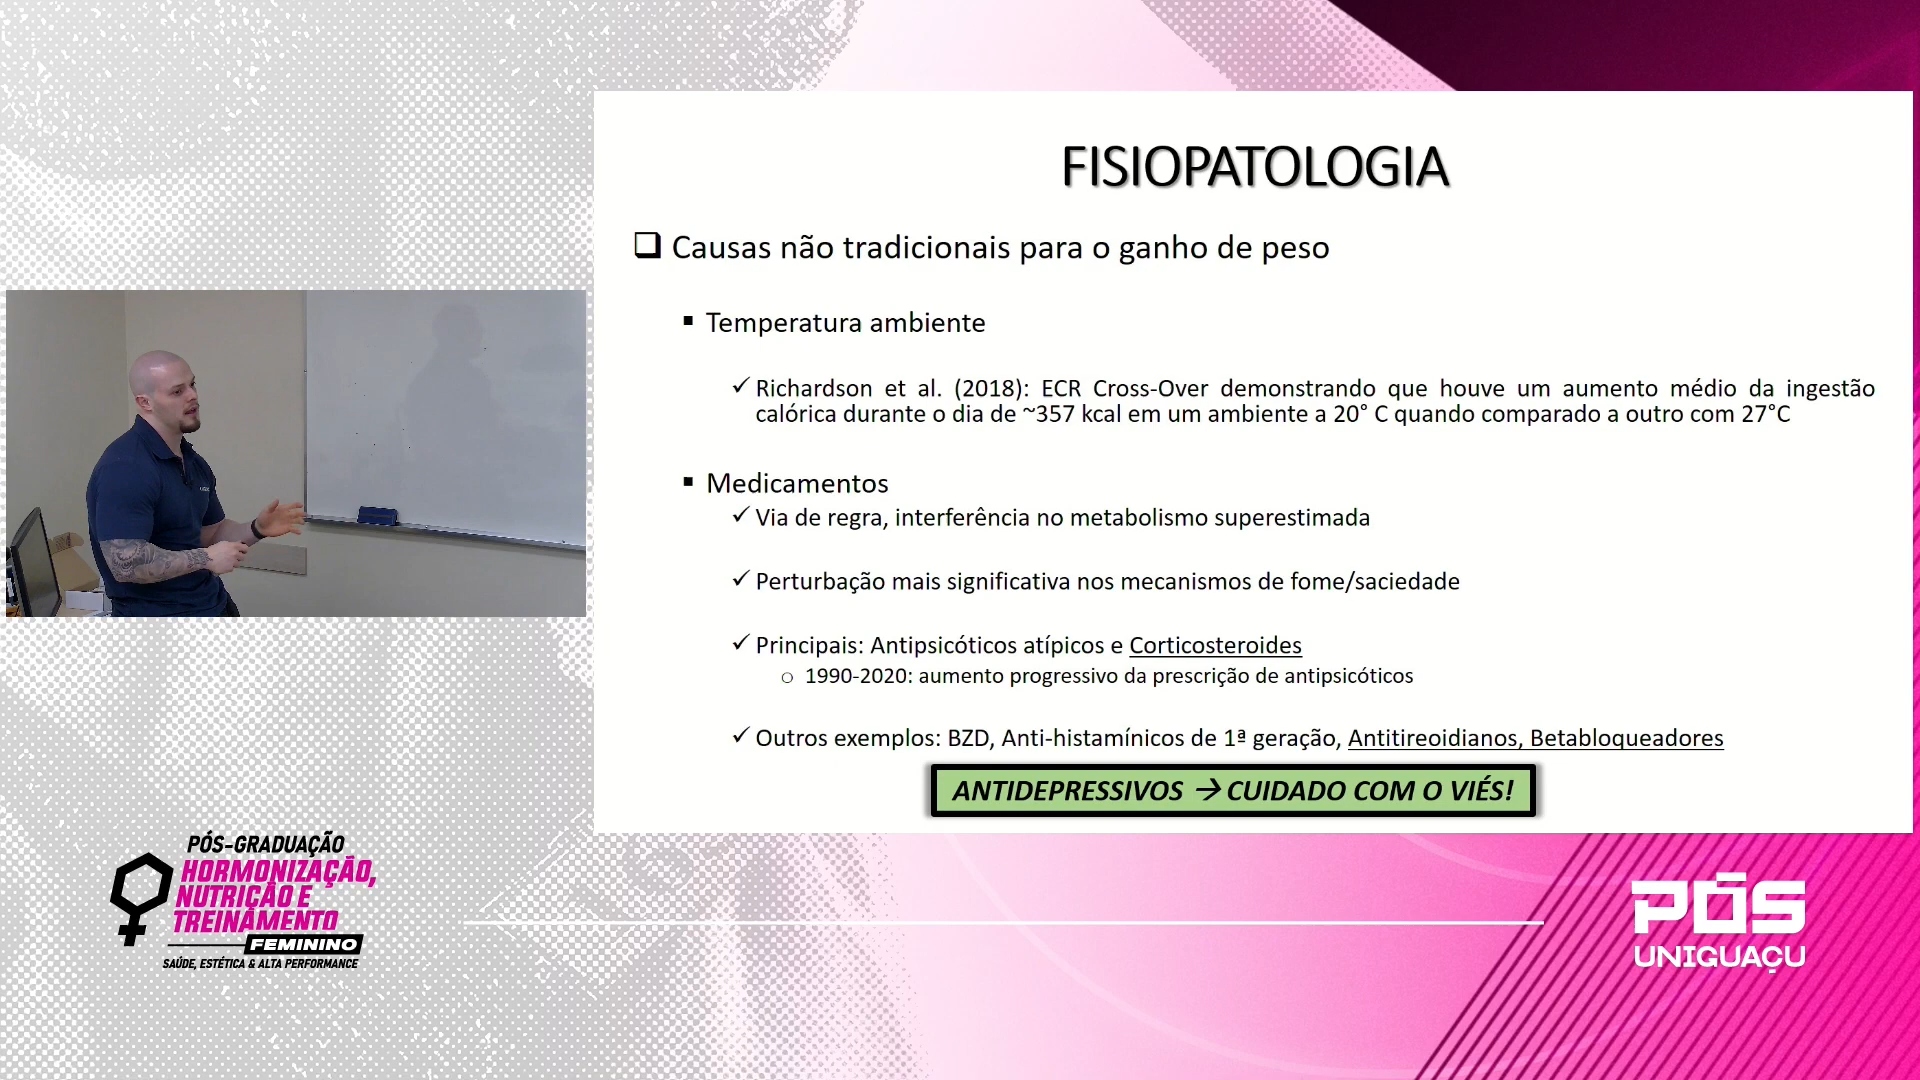 FISIOPATOLOGIA
Causas não tradicionais para o ganho de peso
Temperatura ambiente
Richardson et al. (2018): ECR Cross-Over demonstrando que houve um aumento médio da ingestão
calórica durante o dia de ~357 kcal em um ambiente a 20° C quando comparado a outro com 27°C
Medicamentos
Via de regra, interferência no metabolismo superestimada
Perturbação mais significativa nos mecanismos de fome/saciedade
Principais: Antipsicóticos atípicos e Corticosteroides
1990-2020: aumento progressivo da prescrição de antipsicóticos
Outros exemplos: BZD, Anti-histamínicos de 1ª geração, Antitireoidianos, Betabloqueadores
ANTIDEPRESSIVOS → CUIDADO COM O VIÉS!
PÓS-GRADUAÇÃO
HORMONIZAÇÃO,
NUTRIÇÃO E
TREINAMENTO
FEMININO
SAÚDE, ESTÉTICA & ALTA PERFORMANCE
PÓS
UNIGUAÇU